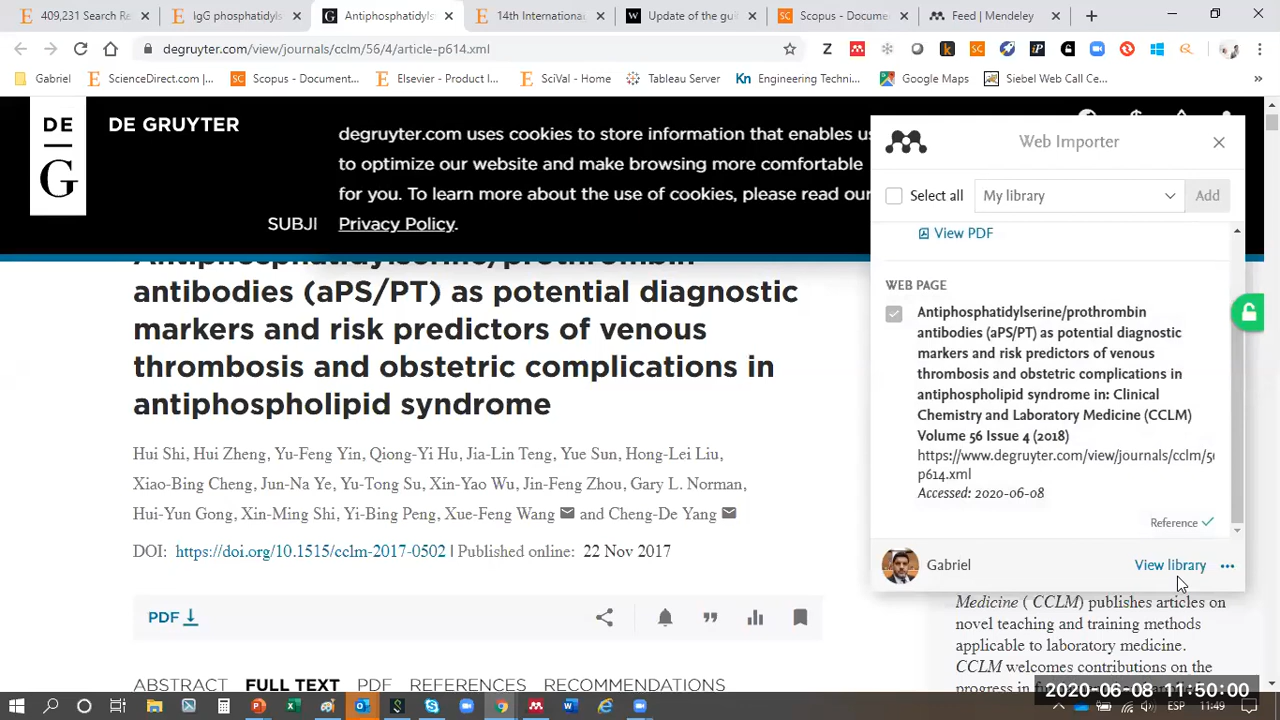 409,231 Search Re
IgG phosphatidyls
Antiphosphatidyls
14th Internationa
Update of the gui
Scopus - Docume
Feed | Mendeley
degruyter.com/view/journals/cclm/56/4/article-p614.xml
Gabriel
ScienceDirect.com |...
Scopus - Document...
Elsevier - Product I...
SciVal - Home
Tableau Server
Engineering Techni...
Google Maps
Siebel Web Call Ce...
DE
G
DE GRUYTER
degruyter.com uses cookies to store information that enables us
to optimize our website and make browsing more comfortable
for you. To learn more about the use of cookies, please read our
Privacy Policy.
SUBJI
Web Importer
Select all
My library
Add
View PDF
WEB PAGE
Antiphosphatidylserine/prothrombin
antibodies (aPS/PT) as potential diagnostic
markers and risk predictors of venous
thrombosis and obstetric complications in
antiphospholipid syndrome in: Clinical
Chemistry and Laboratory Medicine (CCLM)
Volume 56 Issue 4 (2018)
https://www.degruyter.com/view/journals/cclm/56
p614.xml
Accessed: 2020-06-08
Reference
Gabriel
View library
Antiphosphatidylserine/prothrombin
antibodies (aPS/PT) as potential diagnostic
markers and risk predictors of venous
thrombosis and obstetric complications in
antiphospholipid syndrome
Hui Shi, Hui Zheng, Yu-Feng Yin, Qiong-Yi Hu, Jia-Lin Teng, Yue Sun, Hong-Lei Liu,
Xiao-Bing Cheng, Jun-Na Ye, Yu-Tong Su, Xin-Yao Wu, Jin-Feng Zhou, Gary L. Norman,
Hui-Yun Gong, Xin-Ming Shi, Yi-Bing Peng, Xue-Feng Wang and Cheng-De Yang
DOI: https://doi.org/10.1515/cclm-2017-0502 | Published online: 22 Nov 2017
PDF
ABSTRACT FULL TEXT PDF REFERENCES RECOMMENDATIONS
Medicine ( CCLM) publishes articles on
novel teaching and training methods
applicable to laboratory medicine.
CCLM welcomes contributions on the
progress in
2020-06-08 11:50:00
ESP
11:49